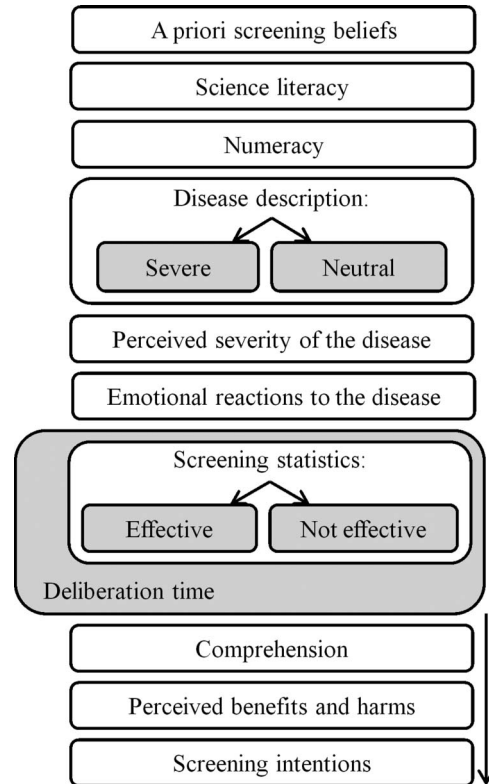 A priori screening beliefs
Science literacy
Numeracy
Disease description:
Severe
Neutral
Perceived severity of the disease
Emotional reactions to the disease
Screening statistics:
Effective
Not effective
Deliberation time
Comprehension
Perceived benefits and harms
Screening intentions